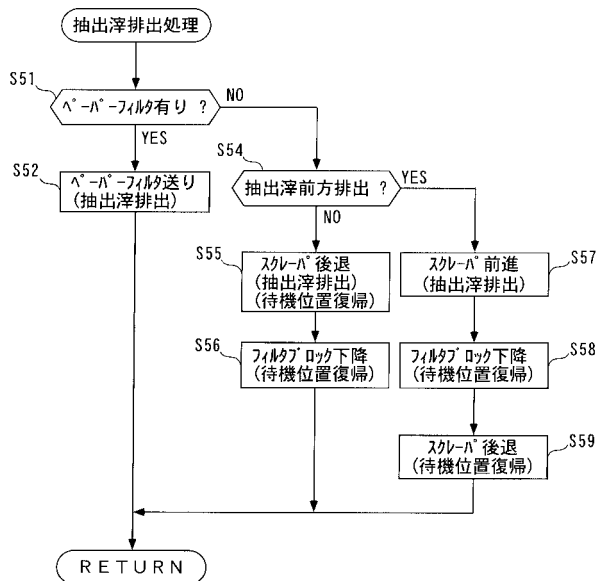 抽出滓排出処理
S51
ペーパーフィルタ有り ?
NO
YES
S52
ペーパーフィルタ送り
(抽出滓排出)
S54
抽出滓前方排出 ?
YES
NO
S55
スクレーパ後退
(抽出滓排出)
(待機位置復帰)
S57
スクレーパ前進
(抽出滓排出)
S56
フィルタブロック下降
(待機位置復帰)
S58
フィルタブロック下降
(待機位置復帰)
S59
スクレーパ後退
(待機位置復帰)
RETURN